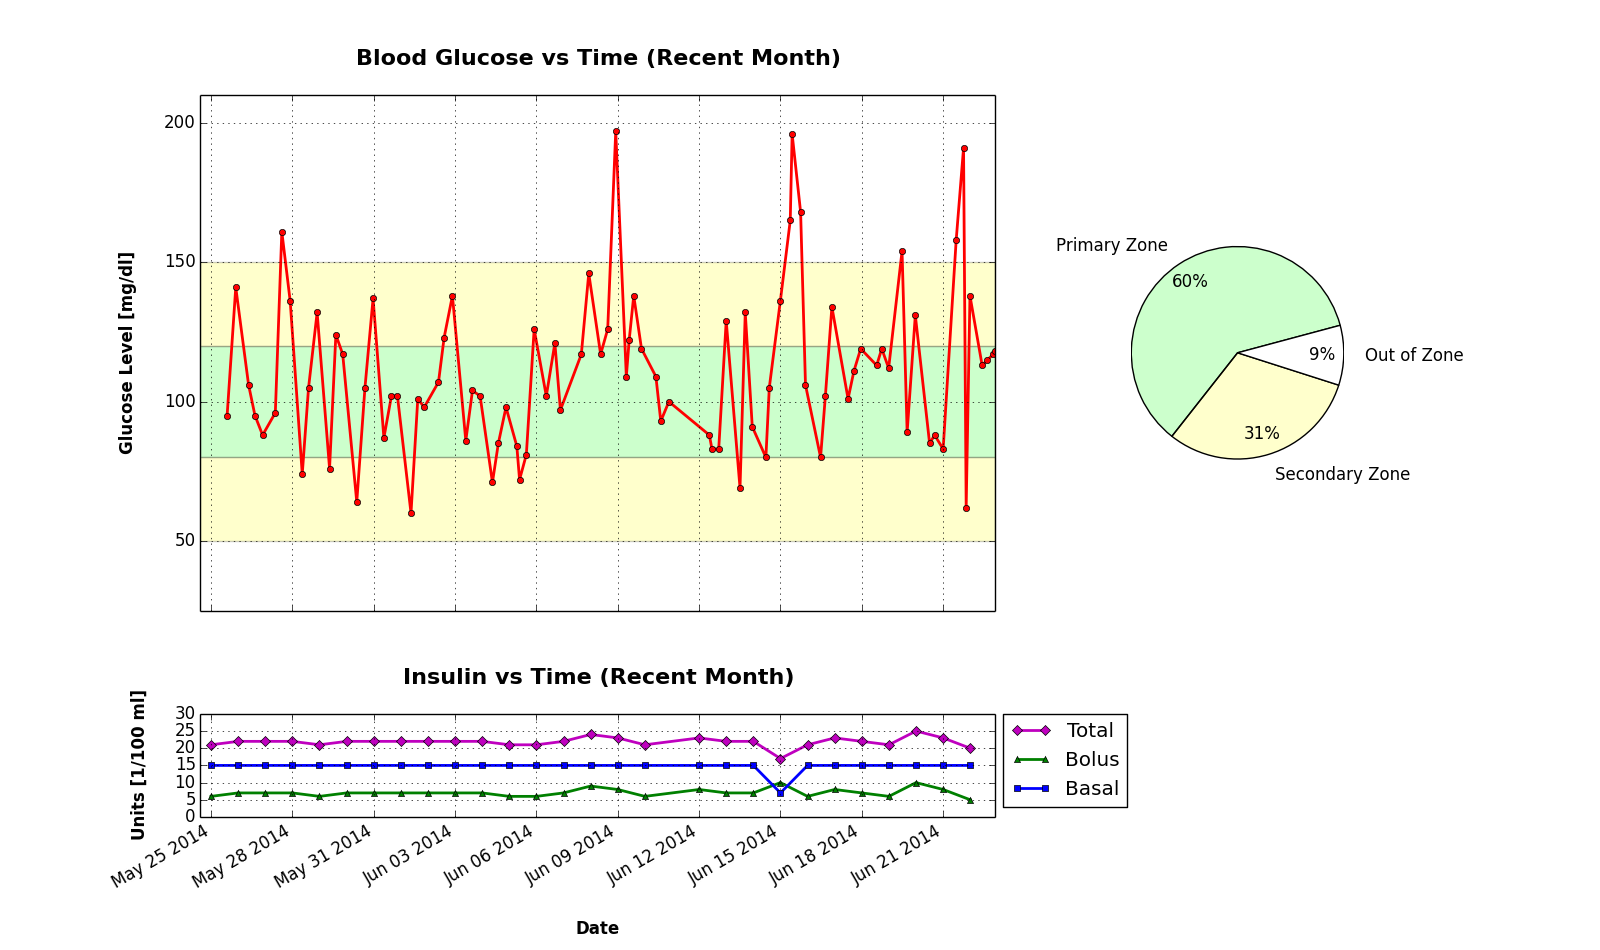 Blood Glucose vs Time (Recent Month)
200
150
100
50
Glucose Level [mg/dl]
Primary Zone
60%
9%
Out of Zone
31%
Secondary Zone
Insulin vs Time (Recent Month)
30
25
20
15
10
5
0
Units [1/100 ml]
Total
Bolus
Basal
May 25 2014
May 28 2014
May 31 2014
Jun 03 2014
Jun 06 2014
Jun 09 2014
Jun 12 2014
Jun 15 2014
Jun 18 2014
Jun 21 2014
Date